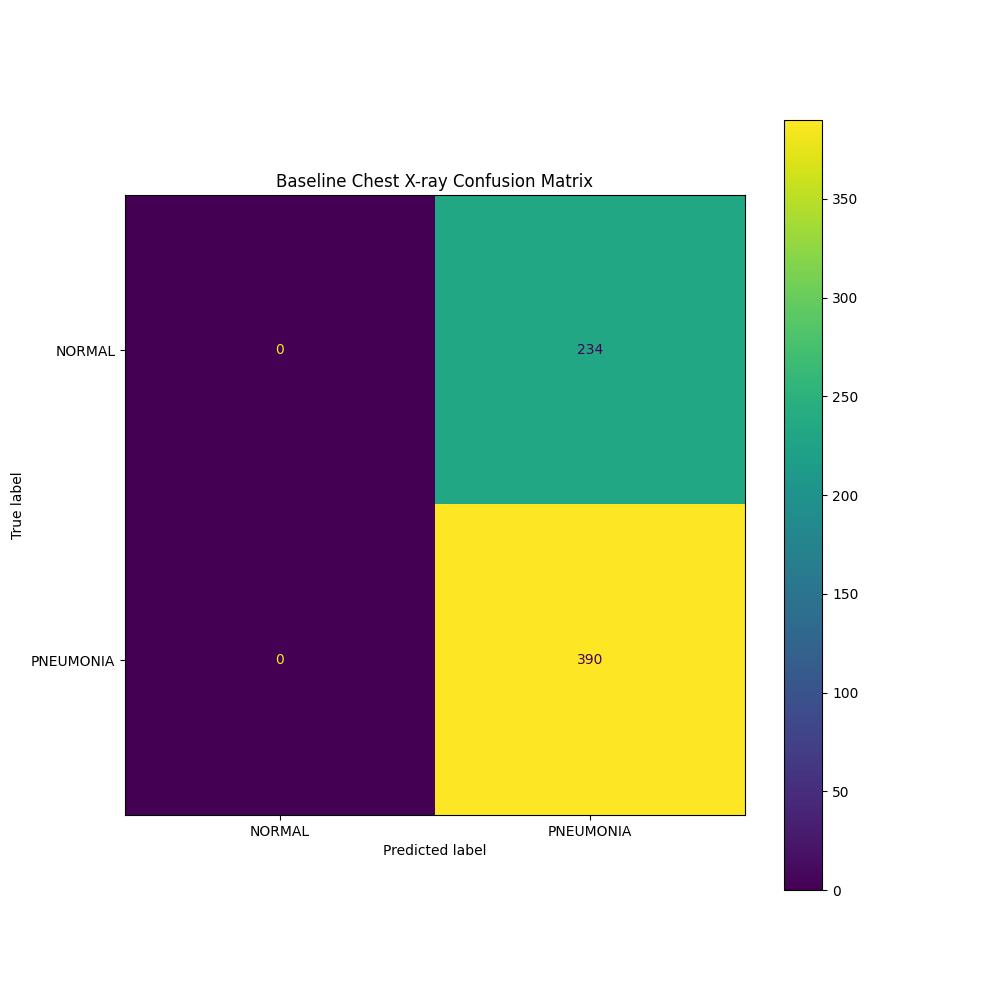 Baseline Chest X-ray Confusion Matrix
True label
NORMAL
0
234
PNEUMONIA
0
390
NORMAL
PNEUMONIA
Predicted label
350
300
250
200
150
100
50
0